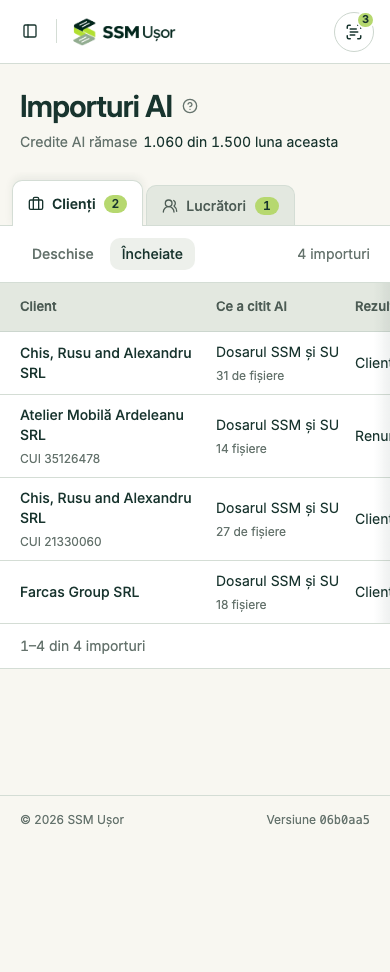 SSM Ușor
3
Importuri AI
Credite AI rămase 1.060 din 1.500 luna aceasta
Clienți 2
Lucrători 1
Deschise
Încheiate
4 importuri
Client
Ce a citit AI
Rezul
Chis, Rusu and Alexandru
SRL
Dosarul SSM și SU
31 de fișiere
Client
Atelier Mobilă Ardeleanu
SRL
CUI 35126478
Dosarul SSM și SU
14 fișiere
Renu
Chis, Rusu and Alexandru
SRL
CUI 21330060
Dosarul SSM și SU
27 de fișiere
Client
Farcas Group SRL
Dosarul SSM și SU
18 fișiere
Client
1–4 din 4 importuri
© 2026 SSM Ușor
Versiune 06b0aa5